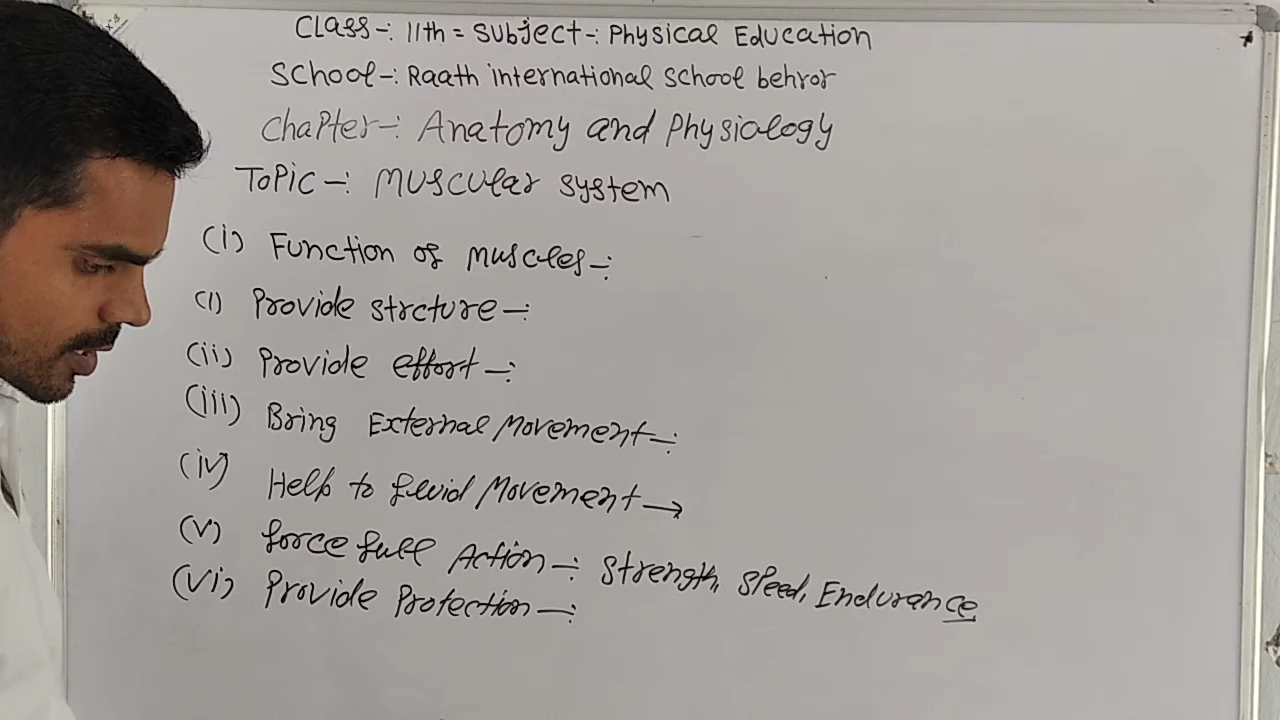 Class-: 11th = Subject-: Physical Education
School-: Raath international school behror
Chapter-: Anatomy and Physiology
Topic-: Muscular system
(i) Function of muscles-:
(1) Provide strcture-:
(ii) Provide effort-:
(iii) Bring External Movement-:
(iv) Help to fluid Movement→
(v) force full Action-: Strength, Speed, Endurance
(vi) Provide Protection-: